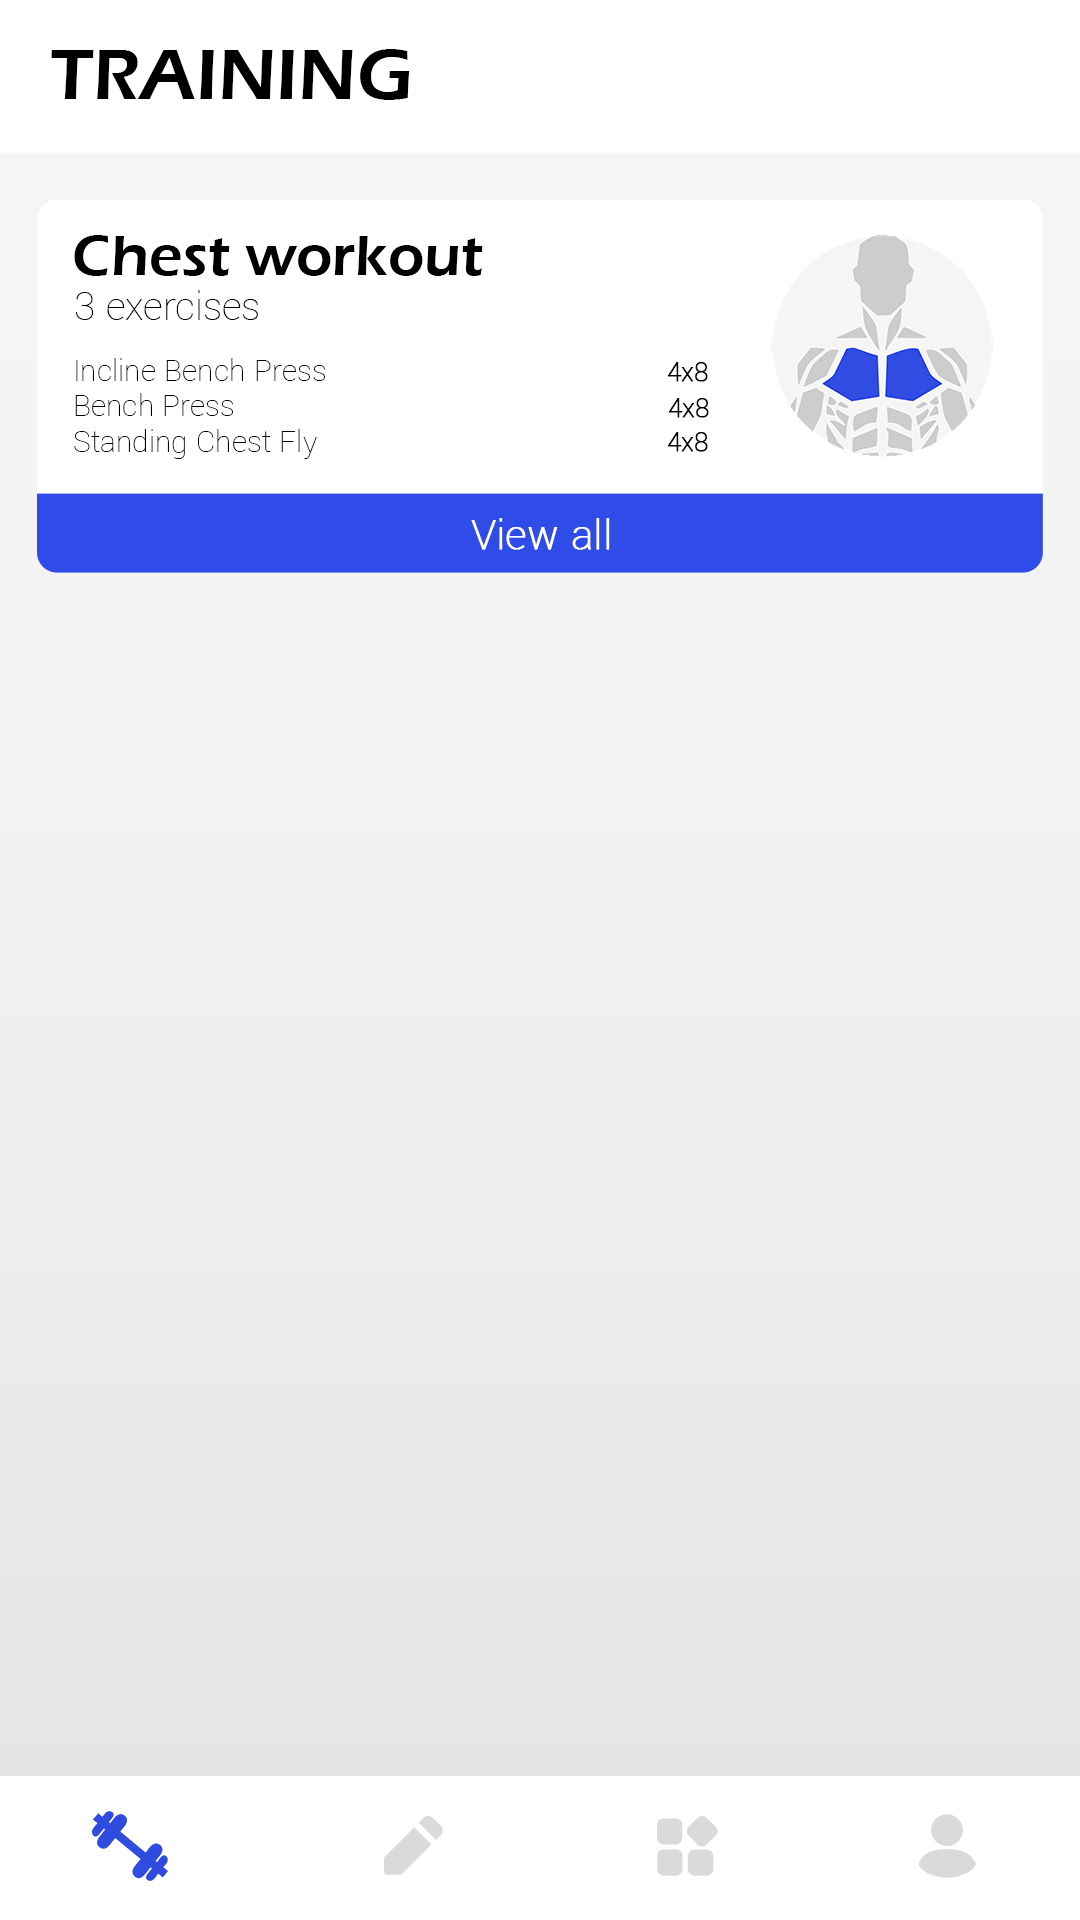 TRAINING
Chest workout
3 exercises
Incline Bench Press 4x8
Bench Press 4x8
Standing Chest Fly 4x8
View all